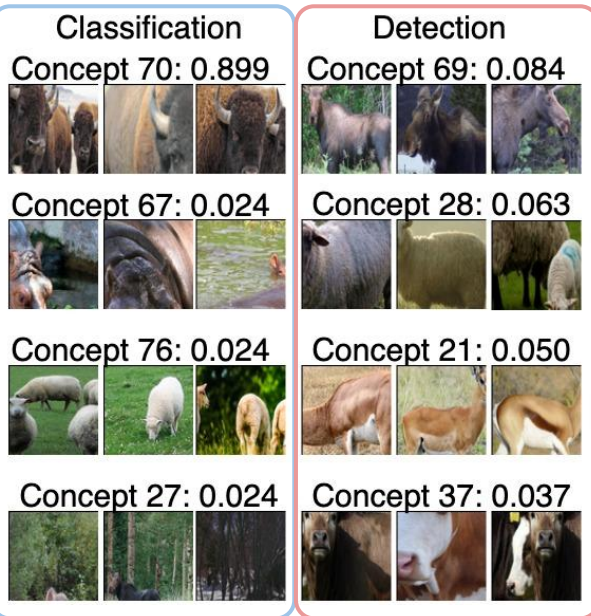 Classification
Concept 70: 0.899
Concept 67: 0.024
Concept 76: 0.024
Concept 27: 0.024
Detection
Concept 69: 0.084
Concept 28: 0.063
Concept 21: 0.050
Concept 37: 0.037